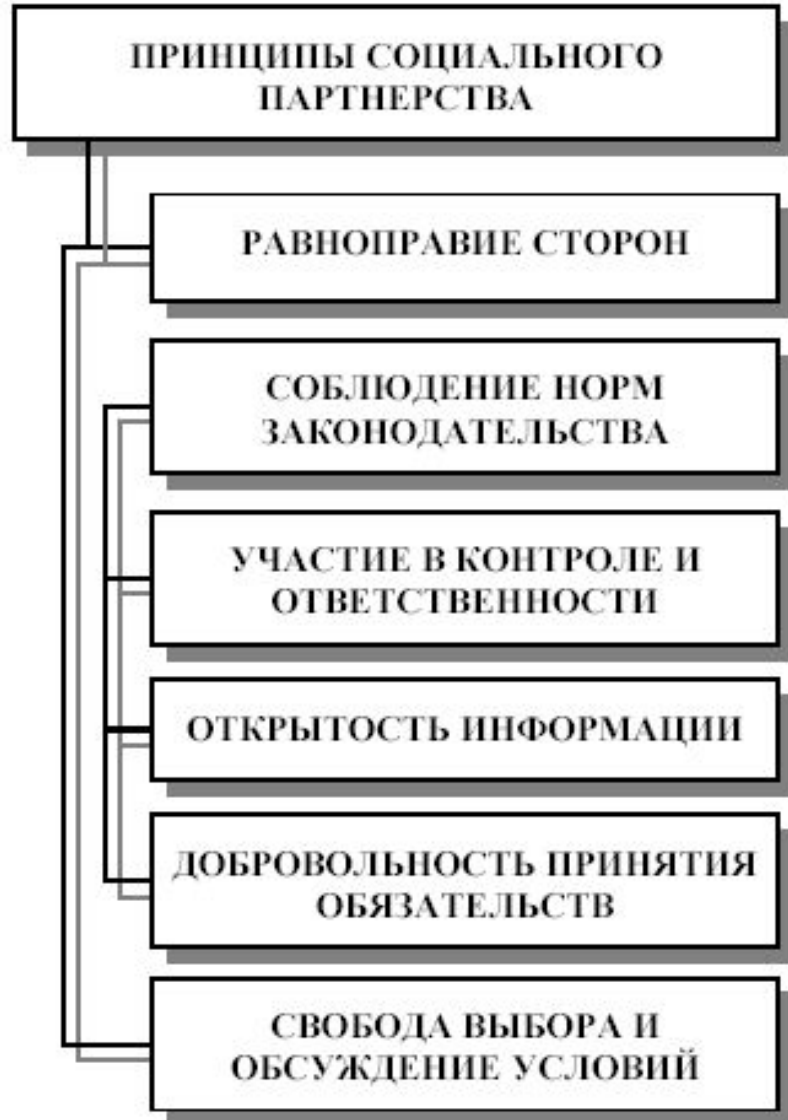 ПРИНЦИПЫ СОЦИАЛЬНОГО
ПАРТНЕРСТВА
РАВНОПРАВИЕ СТОРОН
СОБЛЮДЕНИЕ НОРМ
ЗАКОНОДАТЕЛЬСТВА
УЧАСТИЕ В КОНТРОЛЕ И
ОТВЕТСТВЕННОСТИ
ОТКРЫТОСТЬ ИНФОРМАЦИИ
ДОБРОВОЛЬНОСТЬ ПРИНЯТИЯ
ОБЯЗАТЕЛЬСТВ
СВОБОДА ВЫБОРА И
ОБСУЖДЕНИЕ УСЛОВИЙ